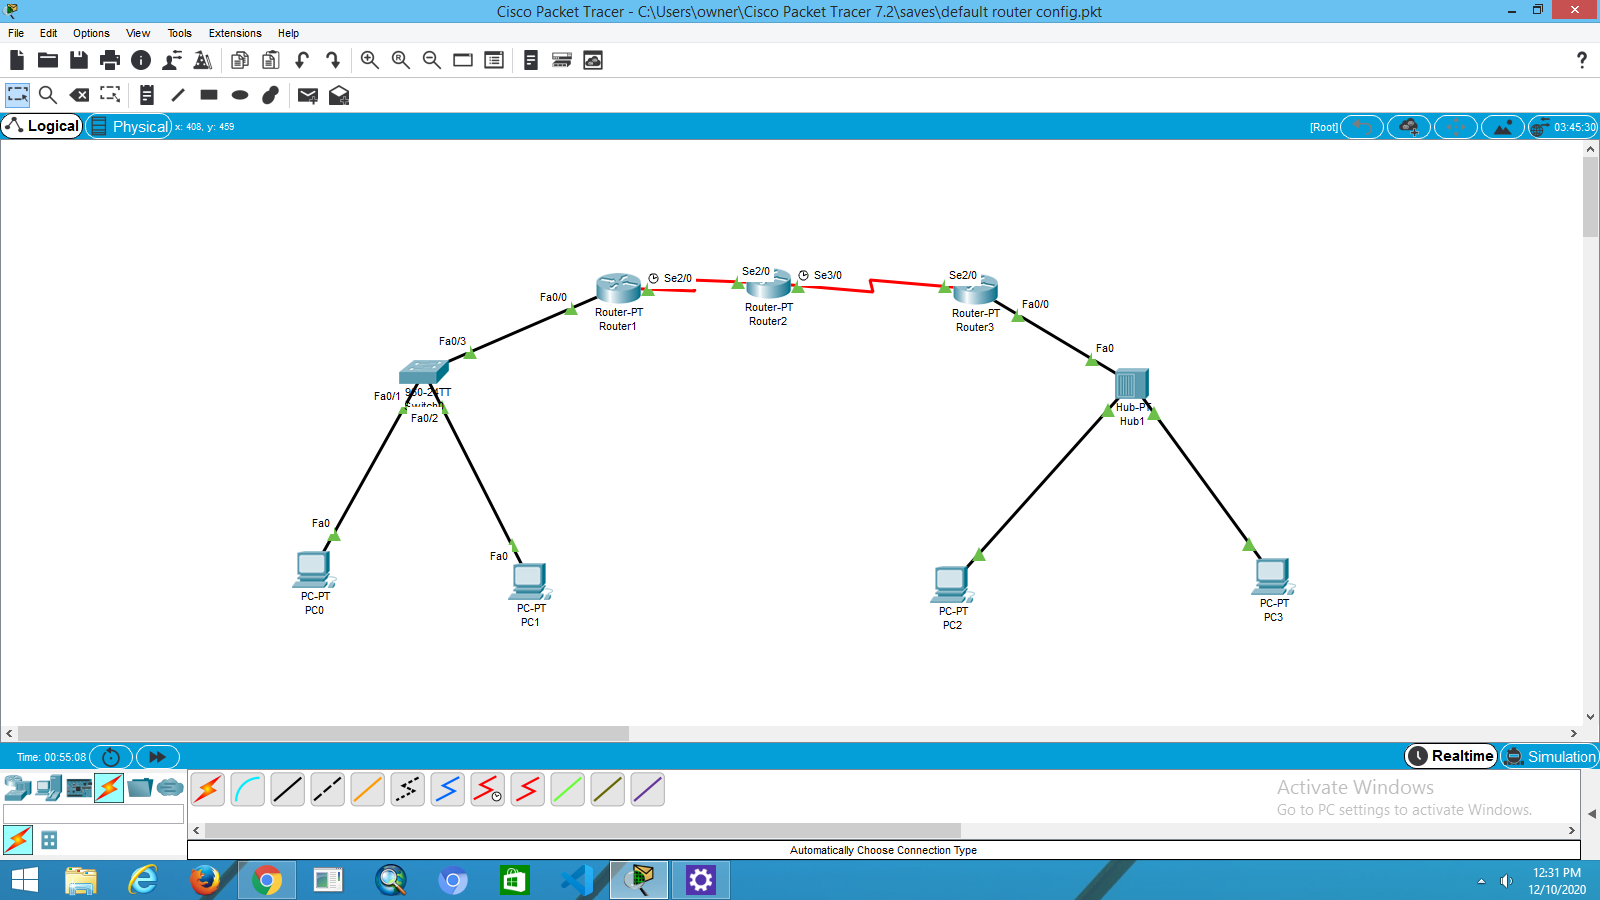 Cisco Packet Tracer - C:\Users\owner\Cisco Packet Tracer 7.2\saves\default router config.pkt
File Edit Options View Tools Extensions Help
?
Logical Physical x: 408, y: 459 [Root] 03:45:30
Se2/0 Se2/0 Se3/0 Se2/0
Fa0/0 Router-PT Router-PT Router-PT Fa0/0
Router1 Router2 Router3
Fa0/3 Fa0
Fa0/1 960-24TT
Fa0/2
Hub-PT
Hub1
Fa0
PC-PT
PC0
Fa0
PC-PT
PC1
PC-PT
PC2
PC-PT
PC3
Time: 00:55:08 Realtime Simulation
Activate Windows
Go to PC settings to activate Windows.
Automatically Choose Connection Type
12:31 PM
12/10/2020